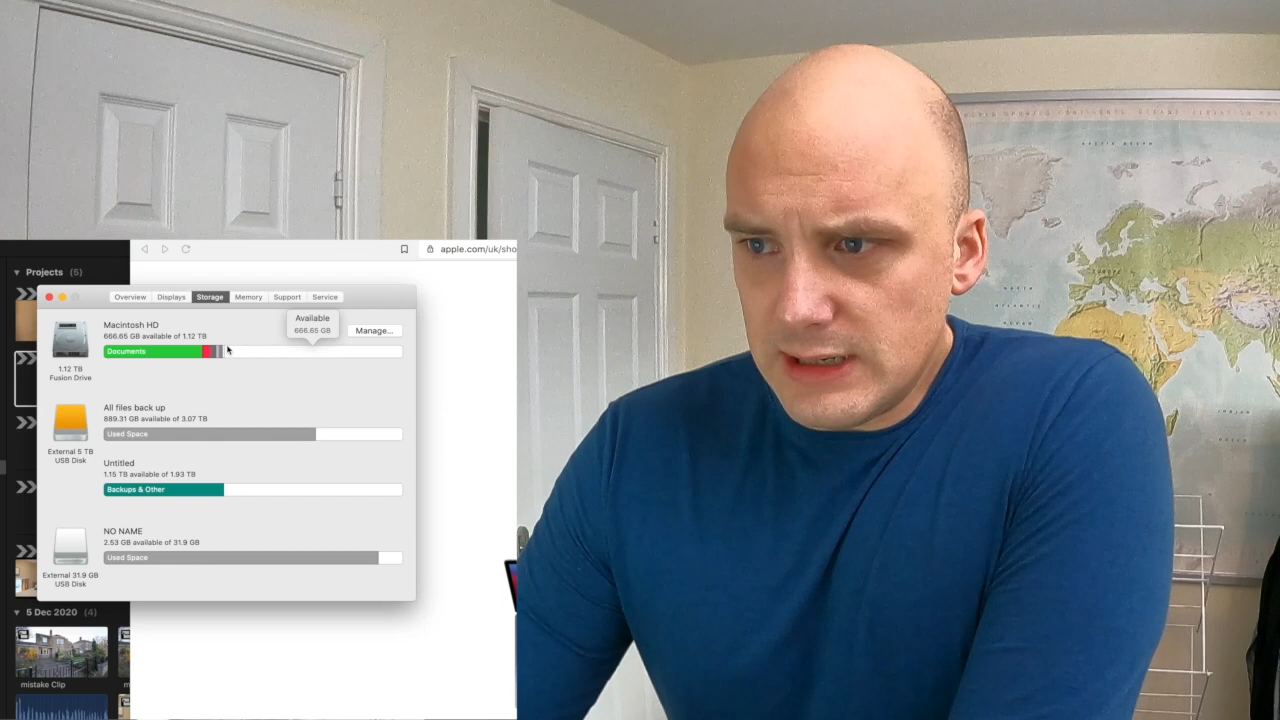 Projects (5)
apple.com/uk/sho
Overview
Displays
Storage
Memory
Support
Service
Available
666.65 GB
Macintosh HD
666.65 GB available of 1.12 TB
Manage...
Documents
1.12 TB
Fusion Drive
All files back up
889.31 GB available of 3.07 TB
Used Space
External 5 TB
USB Disk
Untitled
1.15 TB available of 1.93 TB
Backups & Other
NO NAME
2.53 GB available of 31.9 GB
Used Space
External 31.9 GB
USB Disk
5 Dec 2020 (4)
mistake Clip
m